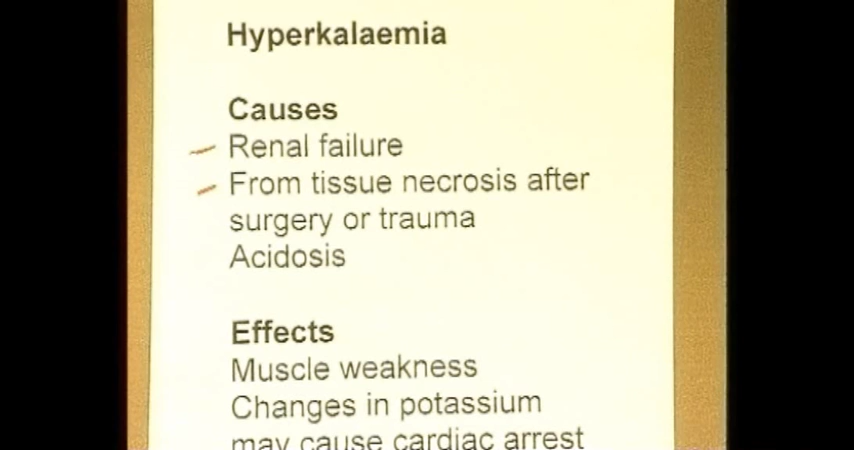 Hyperkalaemia
Causes
Renal failure
From tissue necrosis after
surgery or trauma
Acidosis
Effects
Muscle weakness
Changes in potassium
may cause cardiac arrest